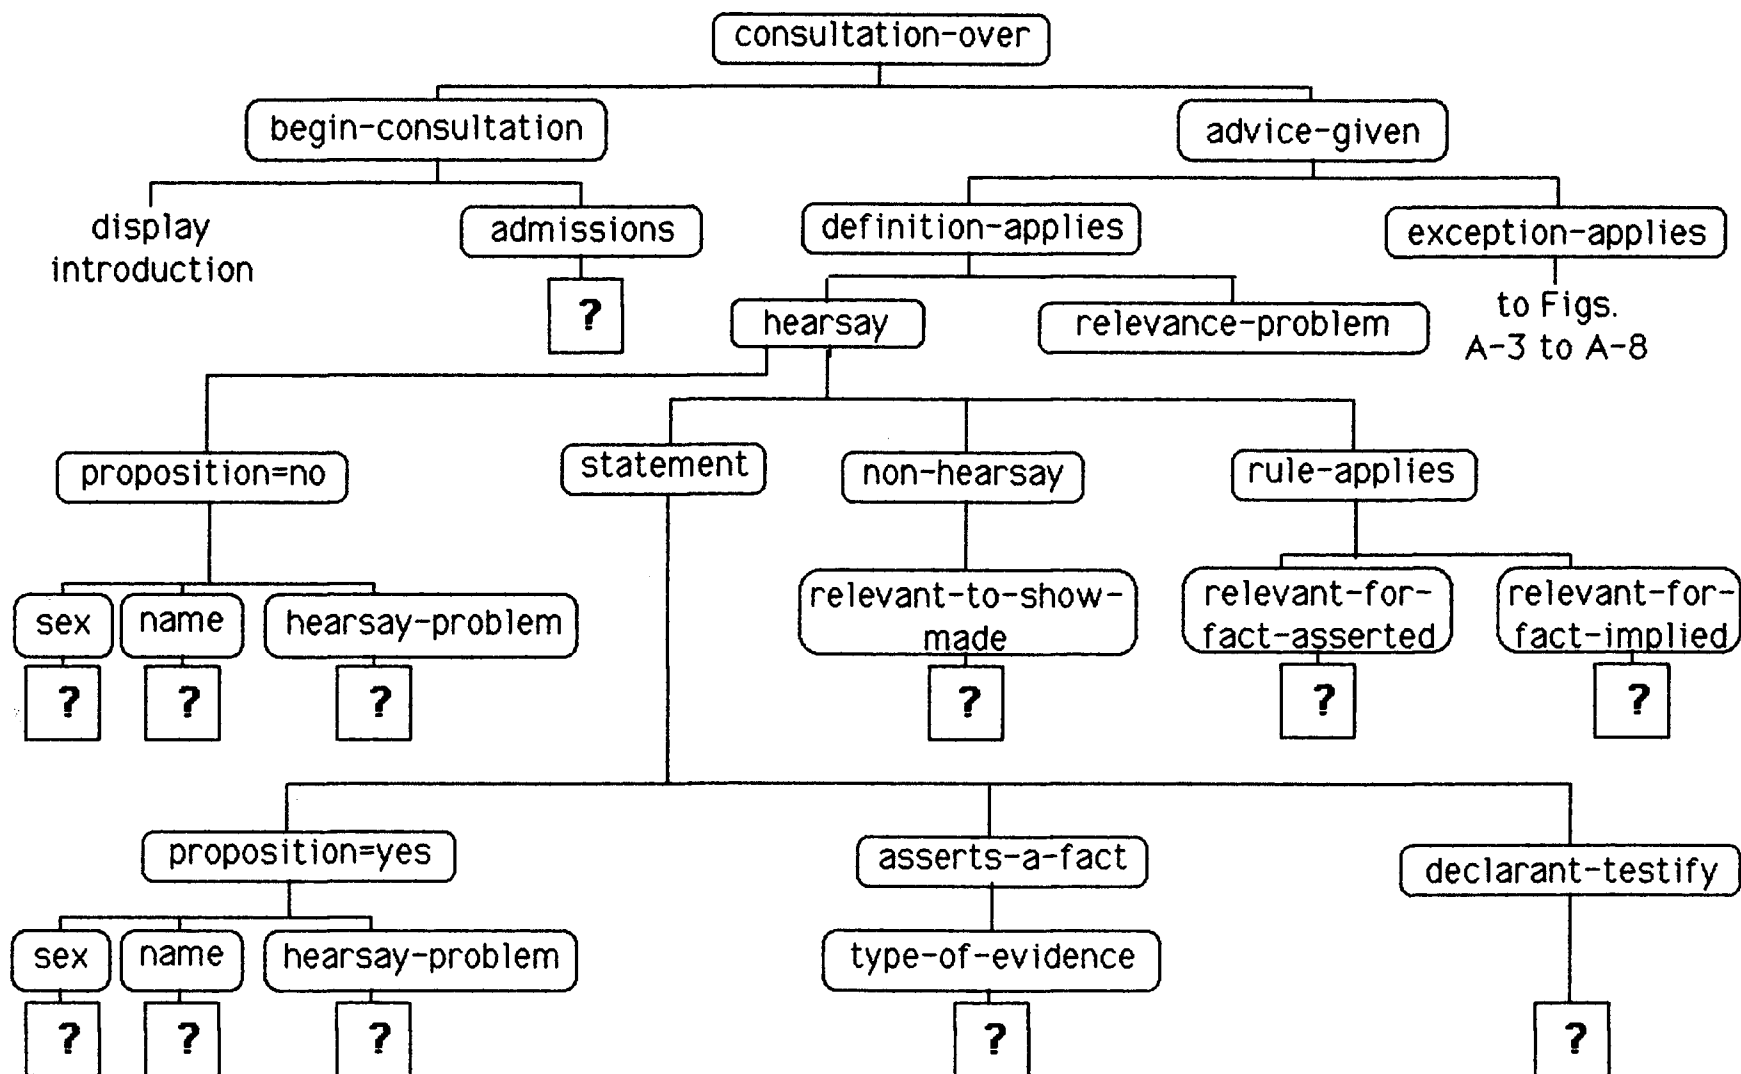 consultation-over
begin-consultation
advice-given
display
introduction
admissions
definition-applies
exception-applies
?
hearsay
relevance-problem
to Figs.
A-3 to A-8
proposition=no
statement
non-hearsay
rule-applies
sex
name
hearsay-problem
relevant-to-show-
made
relevant-for-
fact-asserted
relevant-for-
fact-implied
?
?
?
?
?
?
proposition=yes
asserts-a-fact
declarant-testify
sex
name
hearsay-problem
type-of-evidence
?
?
?
?
?